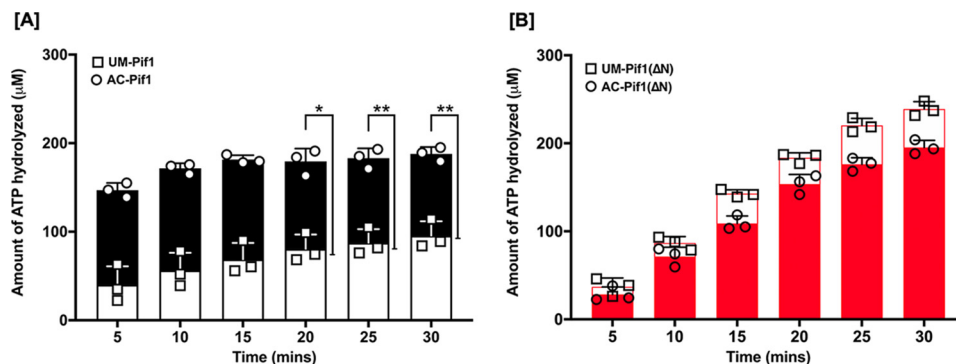 [A]
Amount of ATP hydrolyzed (μM)
300
200
100
0
UM-Pif1
AC-Pif1
*
**
**
5 10 15 20 25 30
Time (mins)
[B]
Amount of ATP hydrolyzed (μM)
300
200
100
0
UM-Pif1(ΔN)
AC-Pif1(ΔN)
5 10 15 20 25 30
Time (mins)